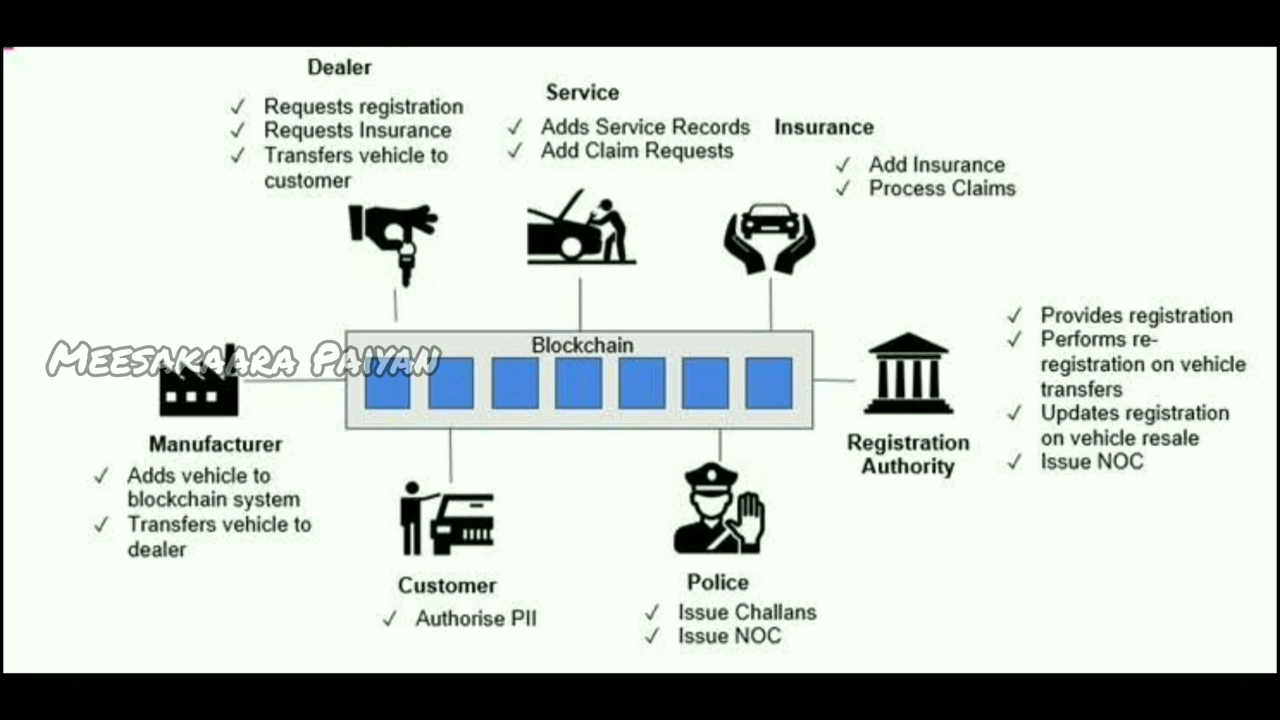 Dealer
✓ Requests registration
✓ Requests Insurance
✓ Transfers vehicle to
customer
Service
✓ Adds Service Records
✓ Add Claim Requests
Insurance
✓ Add Insurance
✓ Process Claims
Blockchain
MEESAKAARA PAIYAN
Manufacturer
✓ Adds vehicle to
blockchain system
✓ Transfers vehicle to
dealer
Registration
Authority
✓ Provides registration
✓ Performs re-
registration on vehicle
transfers
✓ Updates registration
on vehicle resale
✓ Issue NOC
Customer
✓ Authorise PII
Police
✓ Issue Challans
✓ Issue NOC